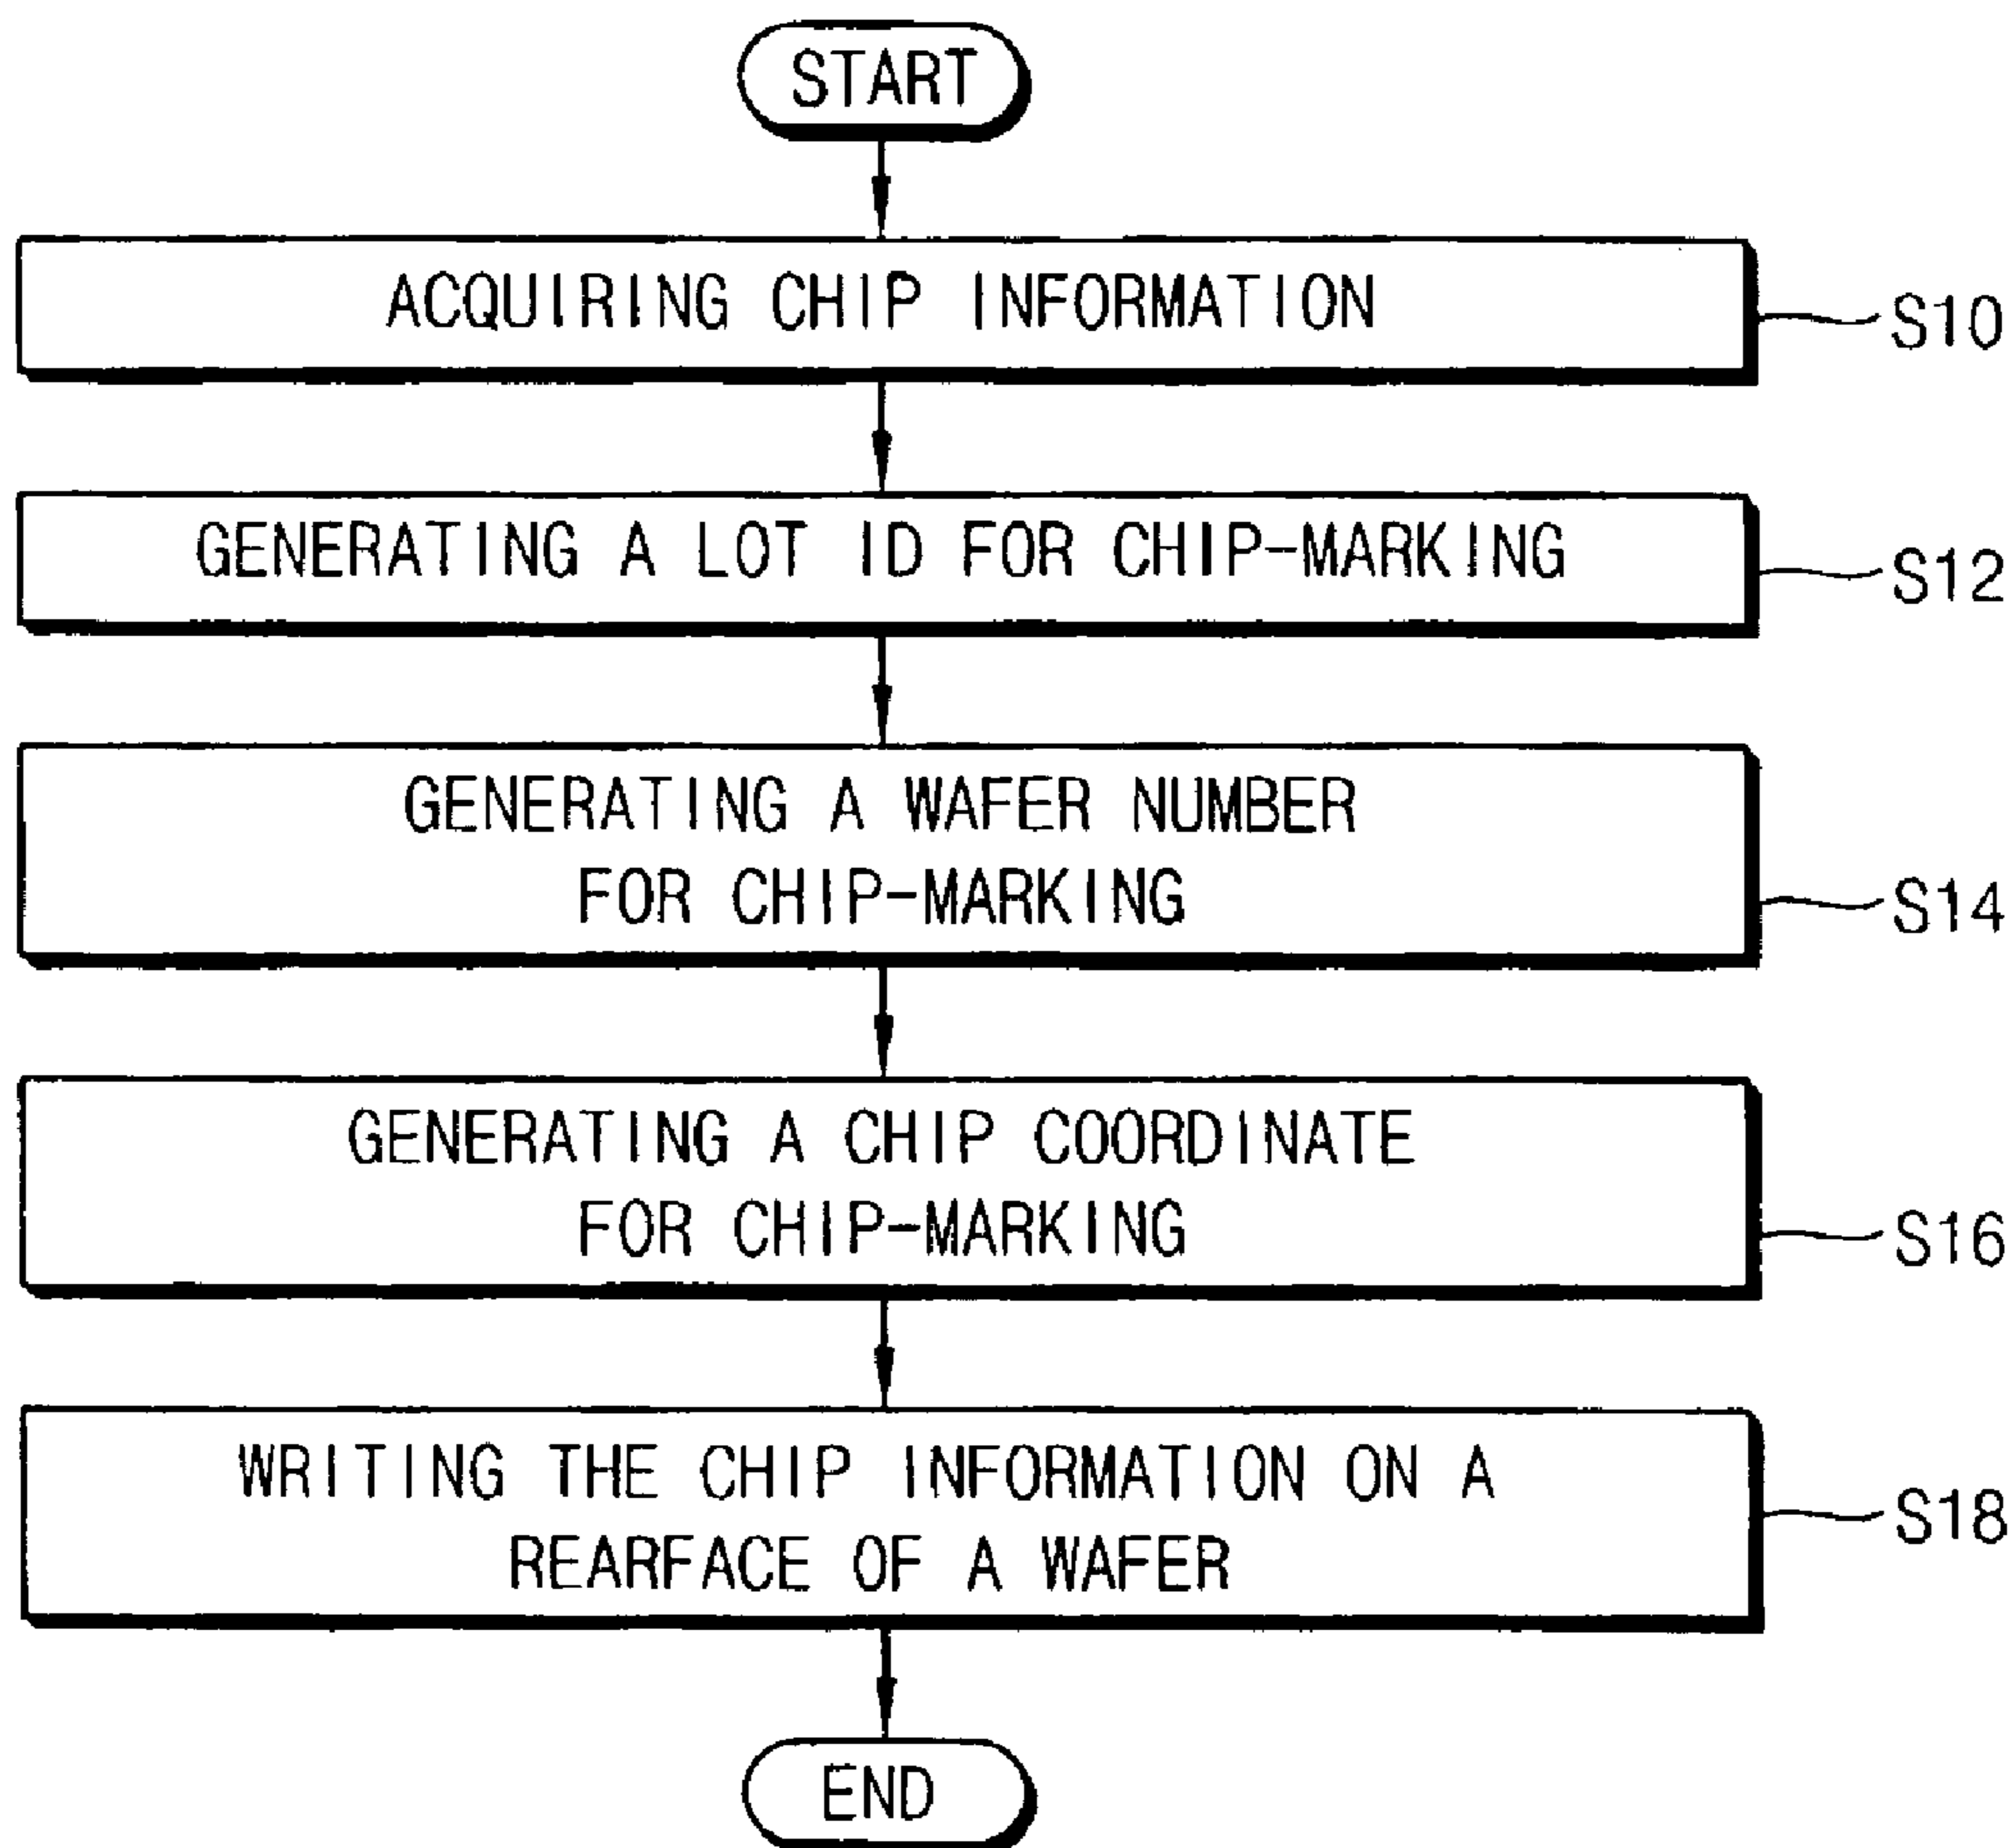 START
ACQUIRING CHIP INFORMATION
S10
GENERATING A LOT ID FOR CHIP-MARKING
S12
GENERATING A WAFER NUMBER
FOR CHIP-MARKING
S14
GENERATING A CHIP COORDINATE
FOR CHIP-MARKING
S16
WRITING THE CHIP INFORMATION ON A
REARFACE OF A WAFER
S18
END